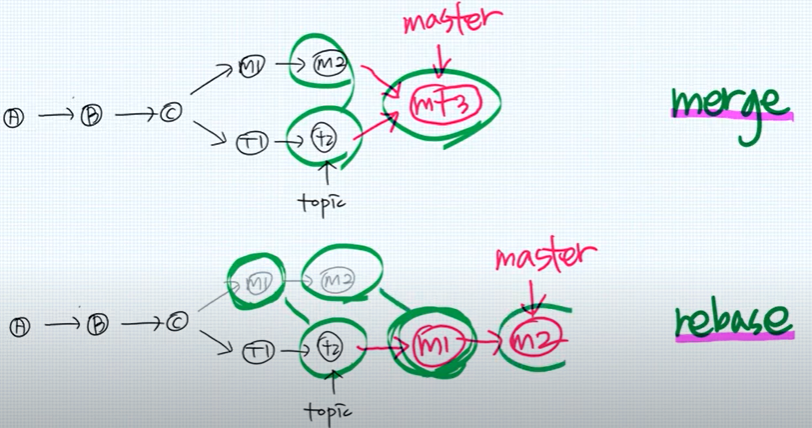 master
M1 M2
A B C mt3 merge
T1 t2
topic
master
M1 M2
A B C m1 m2 rebase
T1 t2
topic